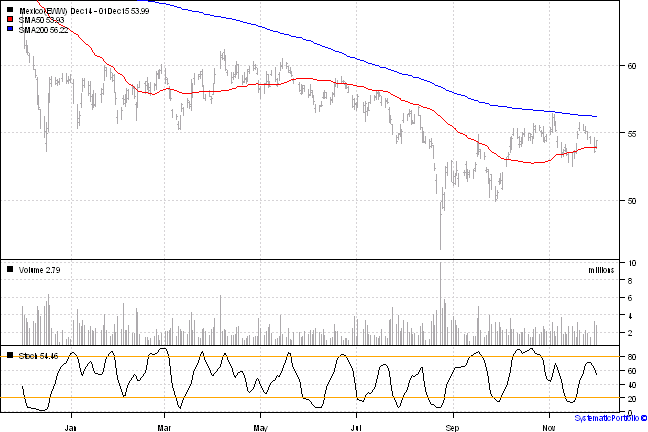 Mexico (EWW) Dec14 - 01Dec15 53.99
SMA50 53.93
SMA200 56.22
60
55
50
Volume 2.79
millions
10
8
6
4
2
Stoch 54.46
80
60
40
20
0
Jan Mar May Jul Sep Nov
SystematicPortfolio ©